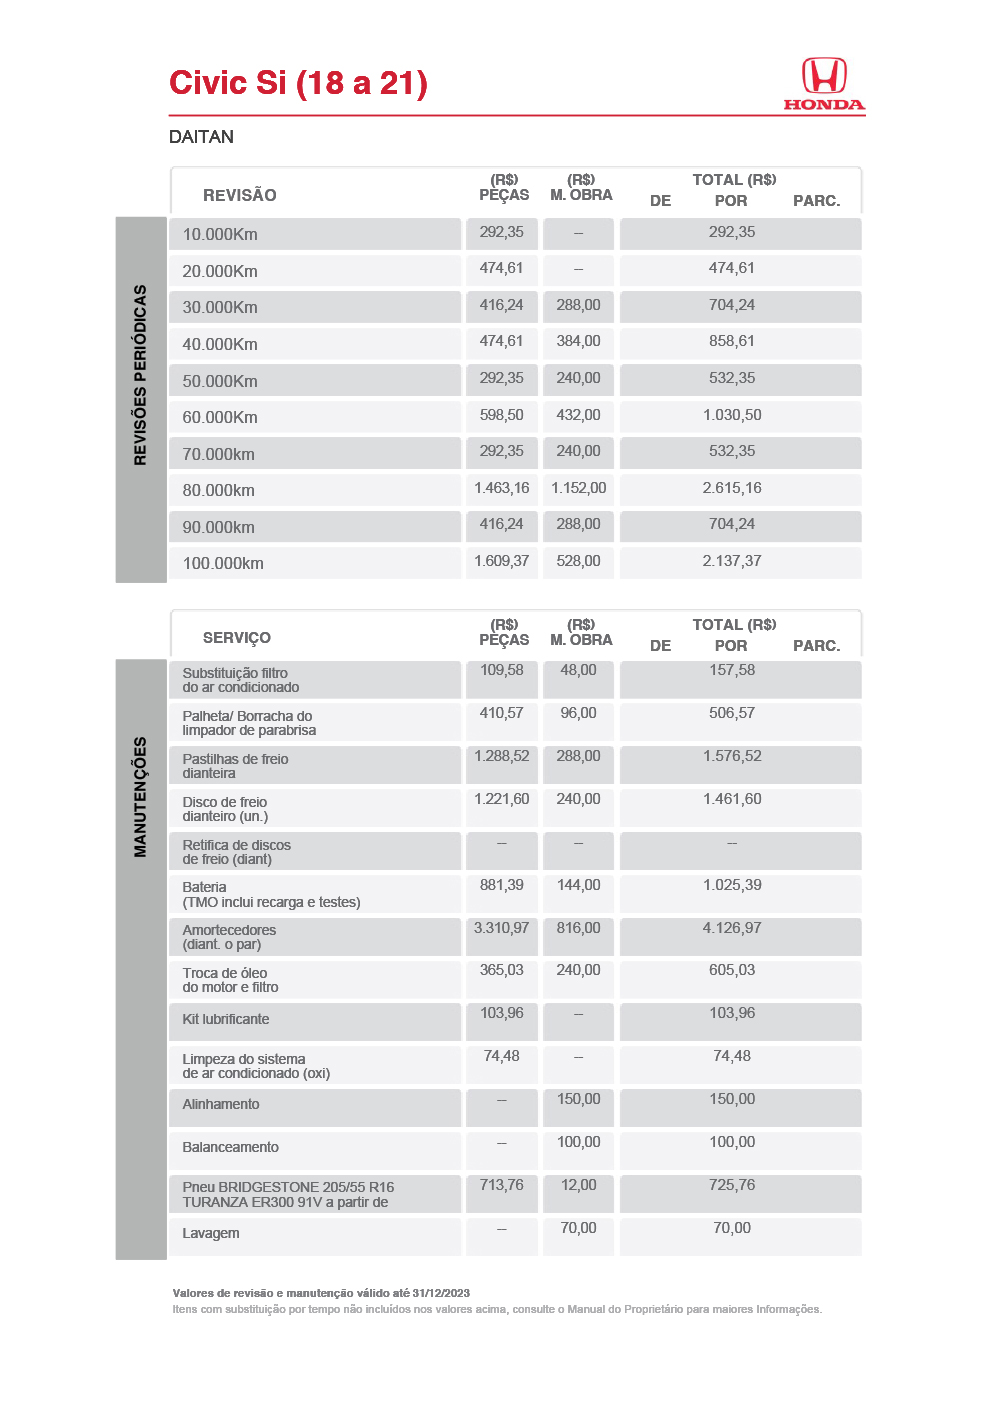 Civic Si (18 a 21)
HONDA
DAITAN
REVISÃO (R$) PEÇAS (R$) M. OBRA TOTAL (R$) DE POR PARC.
REVISÕES PERIÓDICAS
10.000Km 292,35 -- 292,35
20.000Km 474,61 -- 474,61
30.000Km 416,24 288,00 704,24
40.000Km 474,61 384,00 858,61
50.000Km 292,35 240,00 532,35
60.000Km 598,50 432,00 1.030,50
70.000km 292,35 240,00 532,35
80.000km 1.463,16 1.152,00 2.615,16
90.000km 416,24 288,00 704,24
100.000km 1.609,37 528,00 2.137,37
SERVIÇO (R$) PEÇAS (R$) M. OBRA TOTAL (R$) DE POR PARC.
MANUTENÇÕES
Substituição filtro 109,58 48,00 157,58
do ar condicionado
Palheta/ Borracha do 410,57 96,00 506,57
limpador de parabrisa
Pastilhas de freio 1.288,52 288,00 1.576,52
dianteira
Disco de freio 1.221,60 240,00 1.461,60
dianteiro (un.)
Retifica de discos -- -- --
de freio (diant)
Bateria 881,39 144,00 1.025,39
(TMO inclui recarga e testes)
Amortecedores 3.310,97 816,00 4.126,97
(diant. o par)
Troca de óleo 365,03 240,00 605,03
do motor e filtro
Kit lubrificante 103,96 -- 103,96
Limpeza do sistema 74,48 -- 74,48
de ar condicionado (oxi)
Alinhamento -- 150,00 150,00
Balanceamento -- 100,00 100,00
Pneu BRIDGESTONE 205/55 R16 713,76 12,00 725,76
TURANZA ER300 91V a partir de
Lavagem -- 70,00 70,00
Valores de revisão e manutenção válido até 31/12/2023
Itens com substituição por tempo não incluídos nos valores acima, consulte o Manual do Proprietário para maiores Informações.